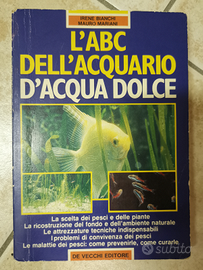 IRENE BIANCHI
MAURO MARIANI
L'ABC
DELL'ACQUARIO
D'ACQUA DOLCE
La scelta dei pesci e delle piante
La ricostruzione del fondo e dell'ambiente naturale
Le attrezzature tecniche indispensabili
I problemi di convivenza dei pesci
Le malattie dei pesci: come prevenirle, come curarle
DE VECCHI EDITORE
subito